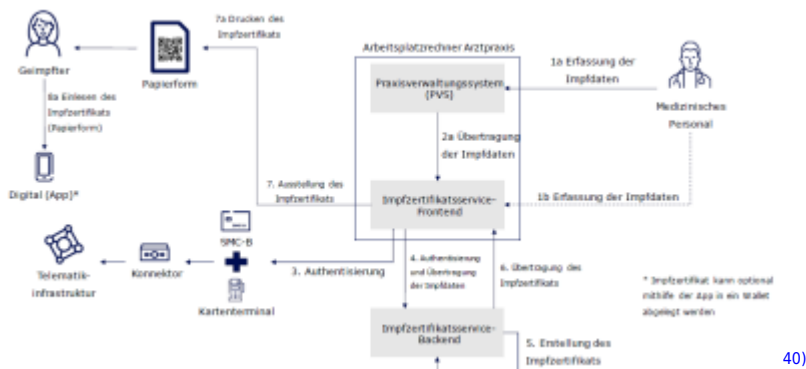 7a Drucken des
Impfzertifikats
Geimpfter
Papierform
8a Einlesen des
Impfzertifikats
(Papierform)
Digital (App)*
Arbeitsplatzrechner Arztpraxis
Praxisverwaltungssystem
(PVS)
1a Erfassung der
Impfdaten
Medizinisches
Personal
2a Übertragung
der Impfdaten
7. Ausstellung des
Impfzertifikats
Impfzertifikatsservice-
Frontend
1b Erfassung der Impfdaten
SMC-B
Telematik-
infrastruktur
Konnektor
Kartenterminal
3. Authentisierung
4. Authentisierung
und Übertragung
der Impfdaten
6. Übertragung des
Impfzertifikats
* Impfzertifikat kann optional
mithilfe der App in ein Wallet
abgelegt werden
Impfzertifikatsservice-
Backend
5. Erstellung des
Impfzertifikats
40)